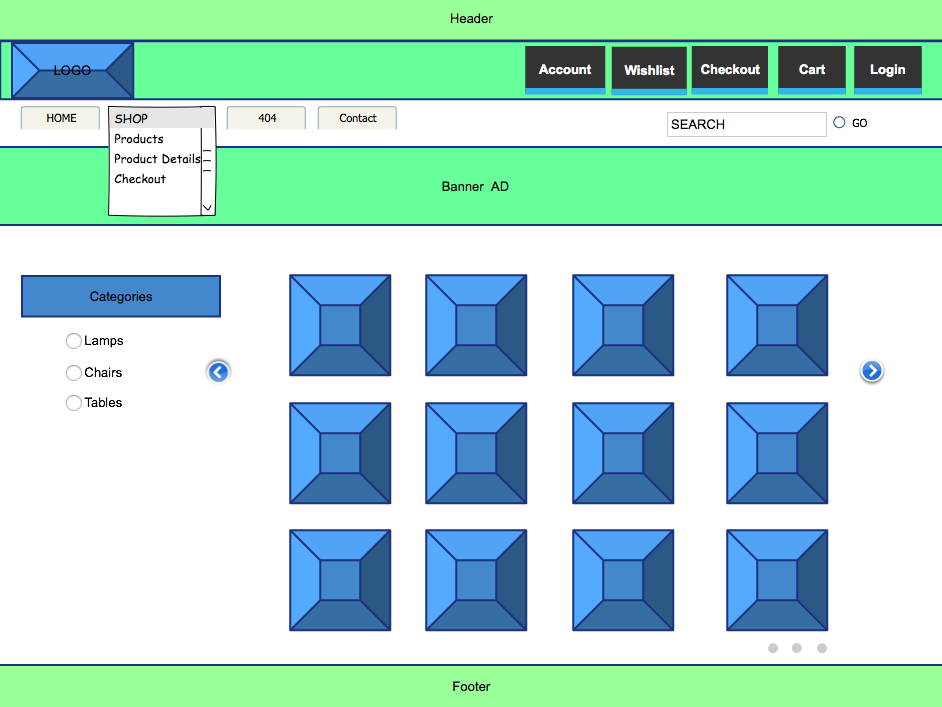 Header
LOGO
Account
Wishlist
Checkout
Cart
Login
HOME
SHOP
Products
Product Details
Checkout
404
Contact
SEARCH
GO
Banner AD
Categories
Lamps
Chairs
Tables
Footer